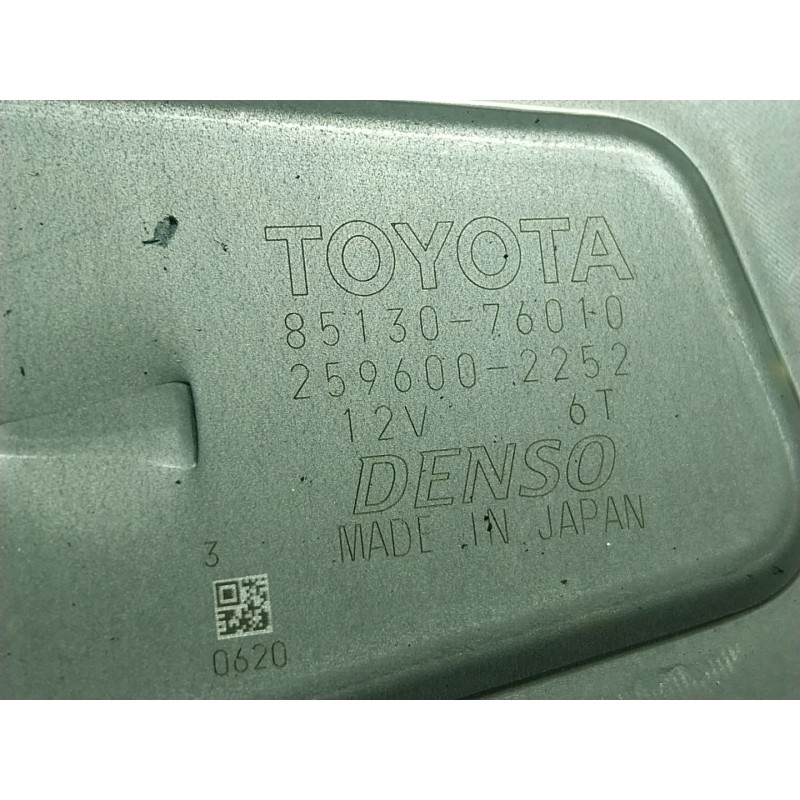 TOYOTA
85130-76010
259600-2252
12V 6T
DENSO
MADE IN JAPAN
3
0620